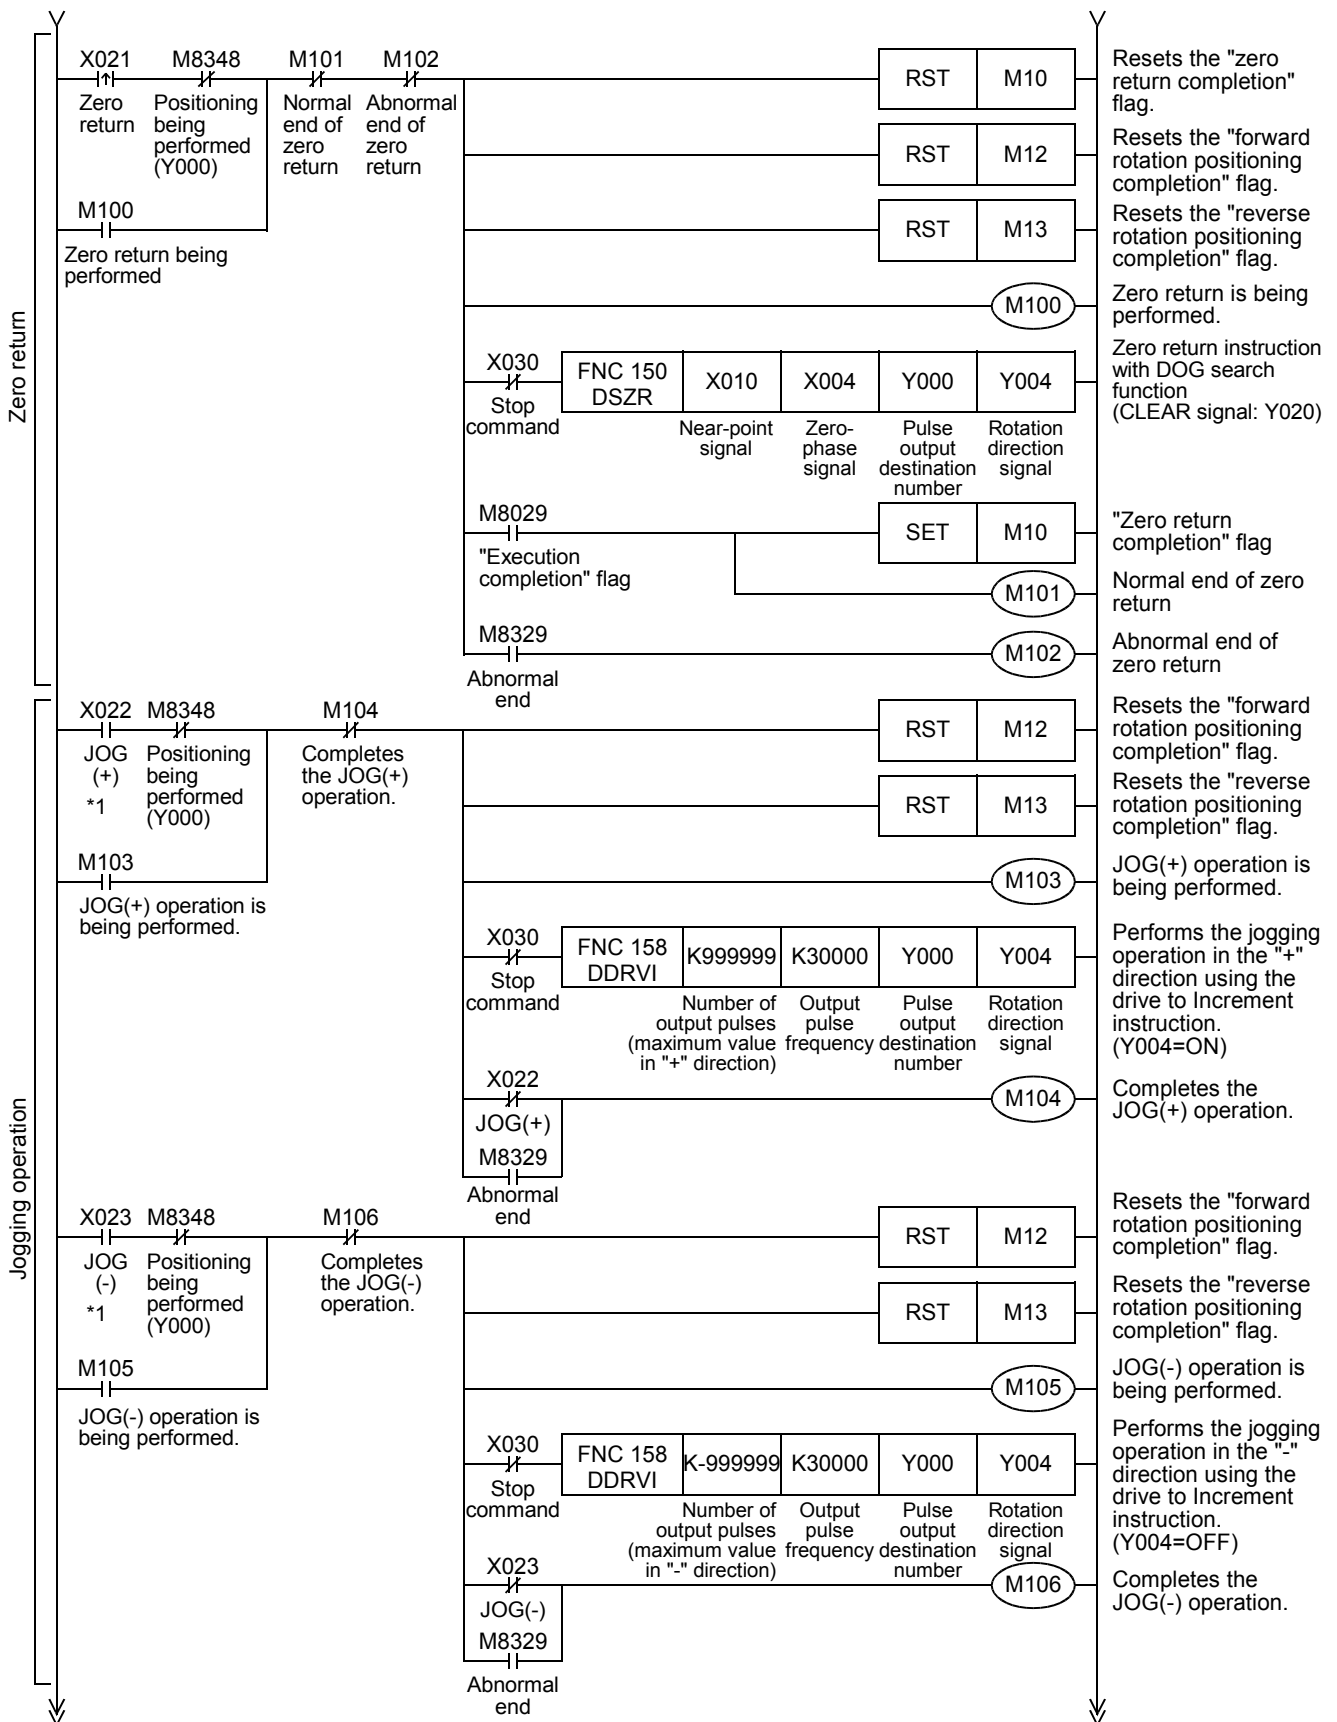 Zero return
X021
M8348
M101
M102
Zero
return
Positioning
being
performed
(Y000)
Normal
end of
zero
return
Abnormal
end of
zero
return
RST
M10
Resets the "zero
return completion"
flag.
RST
M12
Resets the "forward
rotation positioning
completion" flag.
M100
Zero return being
performed
RST
M13
Resets the "reverse
rotation positioning
completion" flag.
M100
Zero return is being
performed.
X030
Stop
command
FNC 150
DSZR
X010
X004
Y000
Y004
Near-point
signal
Zero-
phase
signal
Pulse
output
destination
number
Rotation
direction
signal
Zero return instruction
with DOG search
function
(CLEAR signal: Y020)
M8029
"Execution
completion" flag
SET
M10
"Zero return
completion" flag
M101
Normal end of zero
return
M8329
Abnormal
end
M102
Abnormal end of
zero return
Jogging operation
X022
M8348
M104
JOG
(+)
*1
Positioning
being
performed
(Y000)
Completes
the JOG(+)
operation.
RST
M12
Resets the "forward
rotation positioning
completion" flag.
RST
M13
Resets the "reverse
rotation positioning
completion" flag.
M103
JOG(+) operation is
being performed.
M103
JOG(+) operation is
being performed.
X030
Stop
command
FNC 158
DDRVI
K999999
K30000
Y000
Y004
Number of
output pulses
(maximum value
in "+" direction)
Output
pulse
frequency
Pulse
output
destination
number
Rotation
direction
signal
Performs the jogging
operation in the "+"
direction using the
drive to Increment
instruction.
(Y004=ON)
X022
JOG(+)
M8329
Abnormal
end
M104
Completes the
JOG(+) operation.
X023
M8348
M106
JOG
(-)
*1
Positioning
being
performed
(Y000)
Completes
the JOG(-)
operation.
RST
M12
Resets the "forward
rotation positioning
completion" flag.
RST
M13
Resets the "reverse
rotation positioning
completion" flag.
M105
JOG(-) operation is
being performed.
M105
JOG(-) operation is
being performed.
X030
Stop
command
FNC 158
DDRVI
K-999999
K30000
Y000
Y004
Number of
output pulses
(maximum value
in "-" direction)
Output
pulse
frequency
Pulse
output
destination
number
Rotation
direction
signal
Performs the jogging
operation in the "-"
direction using the
drive to Increment
instruction.
(Y004=OFF)
X023
JOG(-)
M8329
Abnormal
end
M106
Completes the
JOG(-) operation.